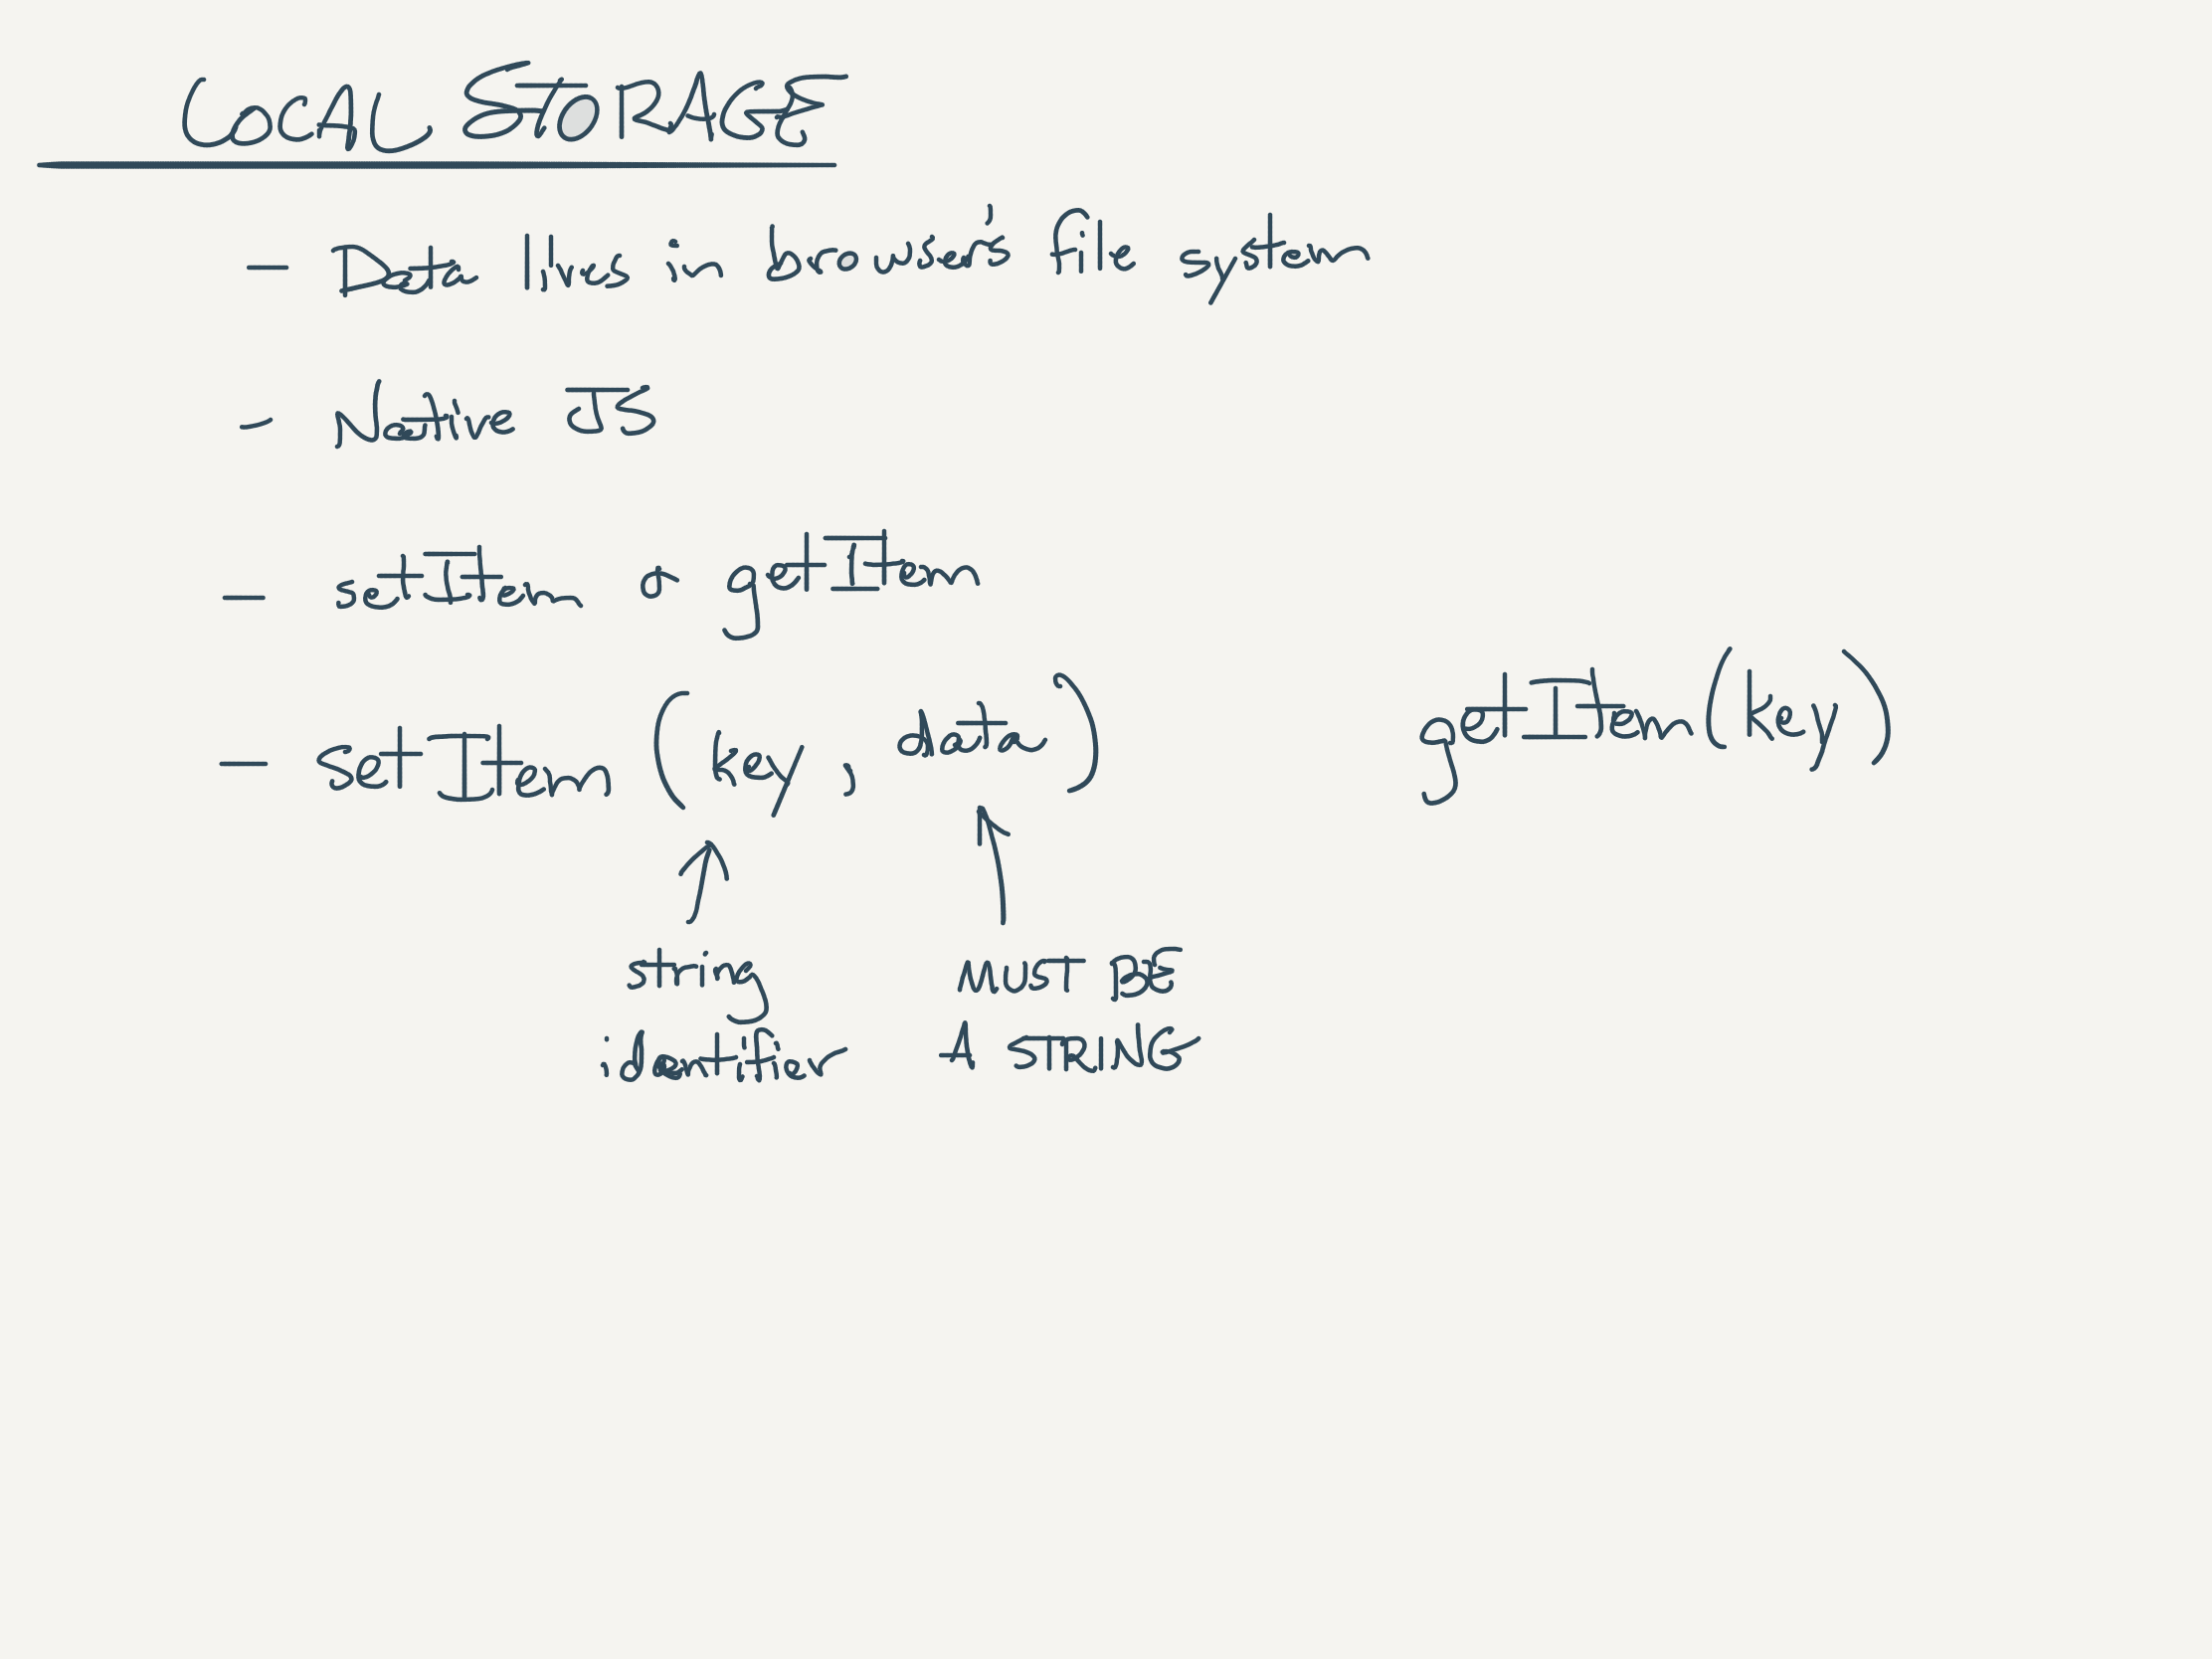 LOCAL STORAGE
- Data lives in browser's file system
- Native JS
- setItem & getItem
- setItem (key, data) getItem(key)
string MUST BE
identifier A STRING